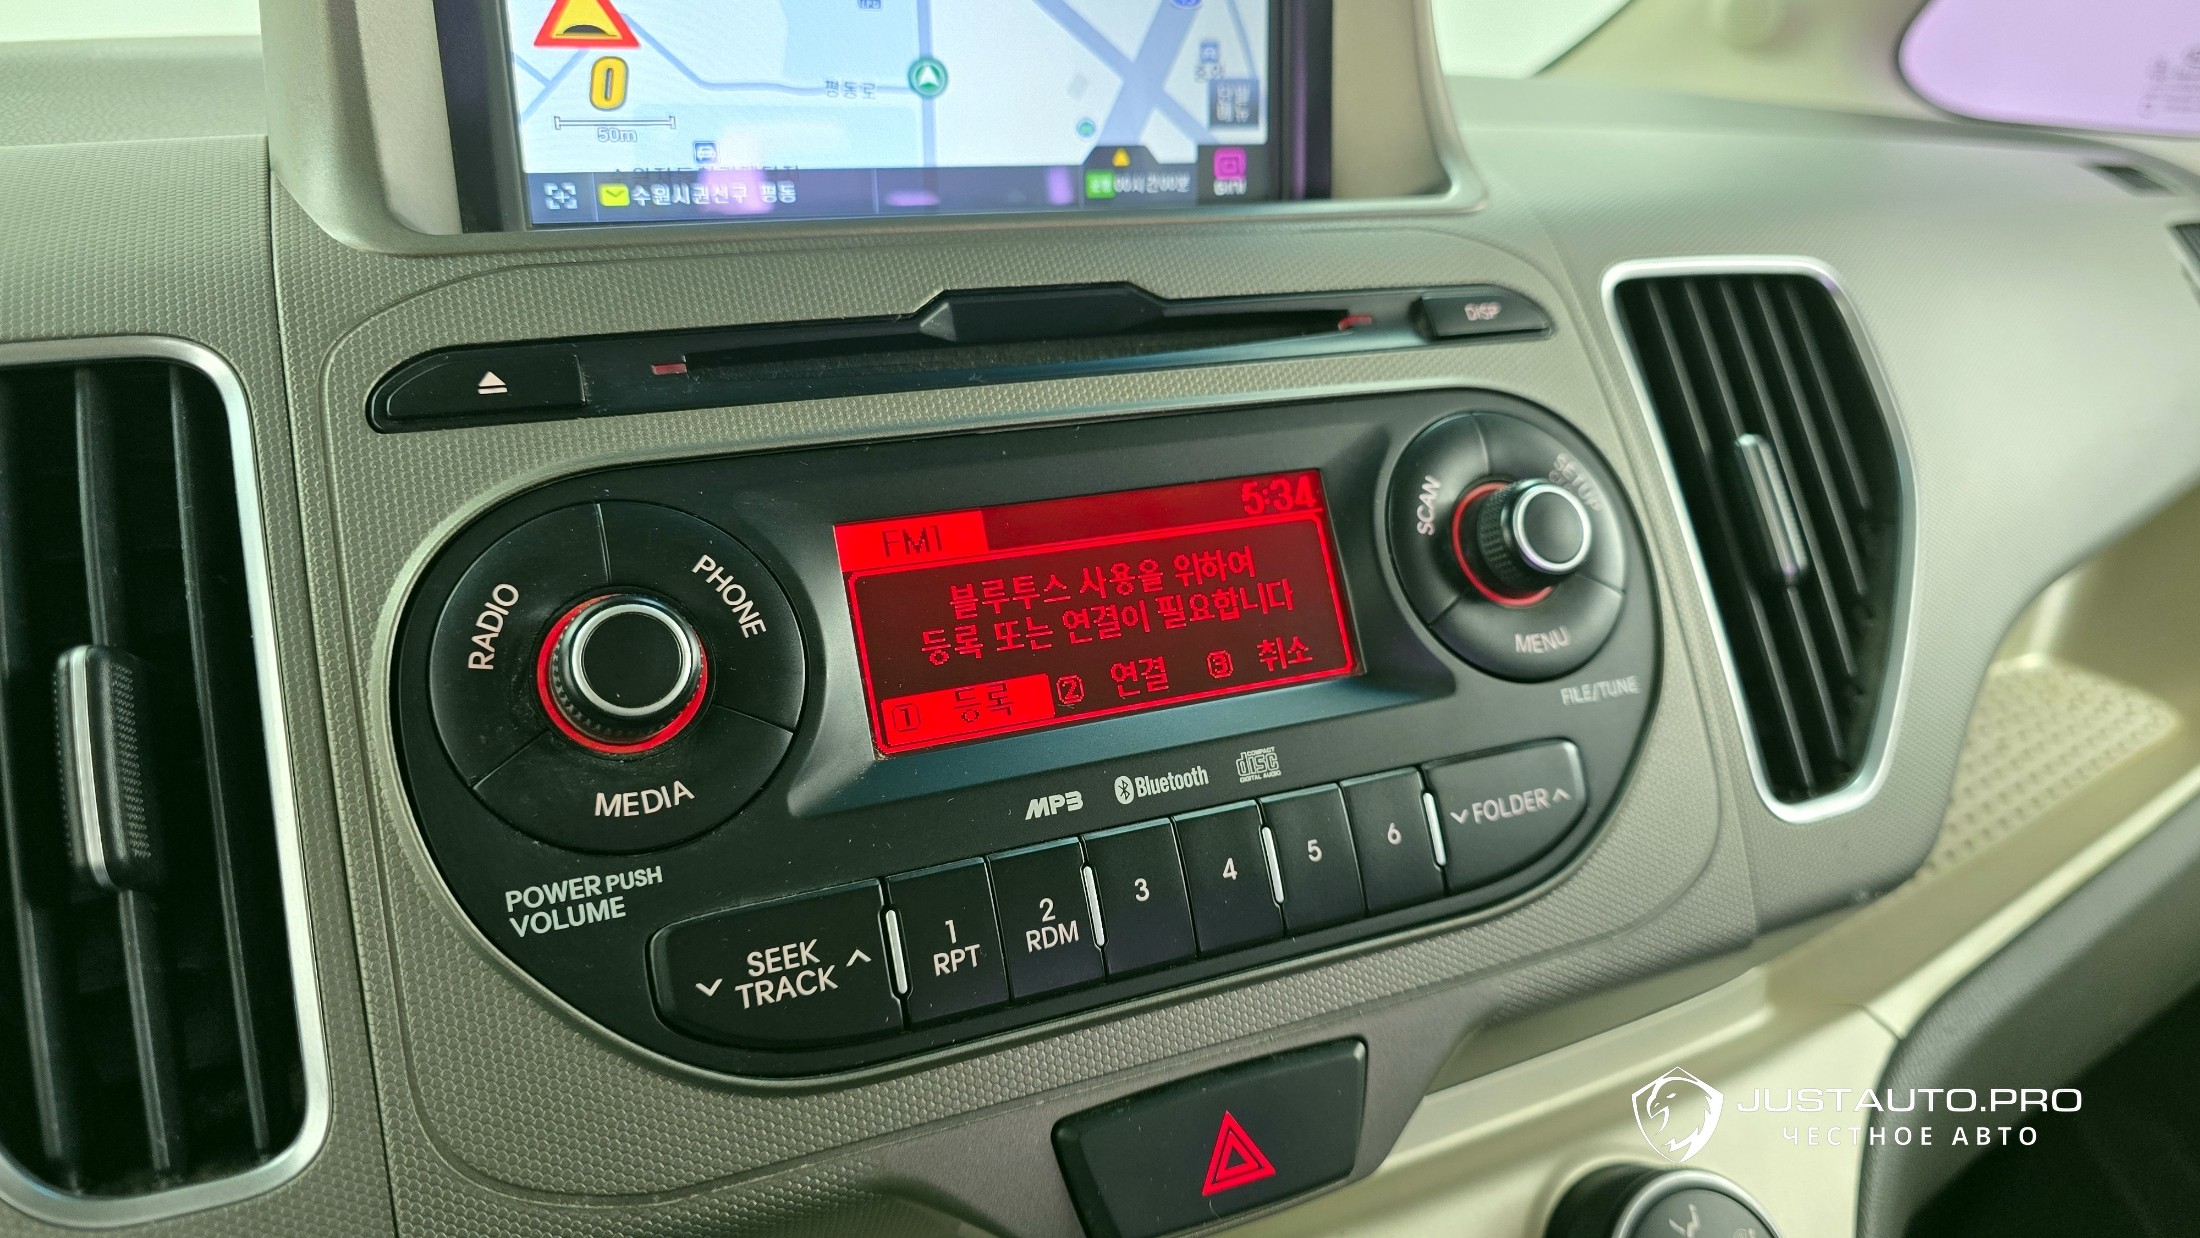 0
50m
평동로
수원시권선구 평동
DISP
FM1
5:34
블루투스 사용을 위하여
등록 또는 연결이 필요합니다
1 등록 2 연결 3 취소
RADIO
PHONE
MEDIA
POWER PUSH
VOLUME
SCAN
SETUP
MENU
FILE/TUNE
MP3
Bluetooth
COMPACT
disc
DIGITAL AUDIO
SEEK
TRACK
1
RPT
2
RDM
3
4
5
6
FOLDER
JUSTAUTO.PRO
ЧЕСТНОЕ АВТО